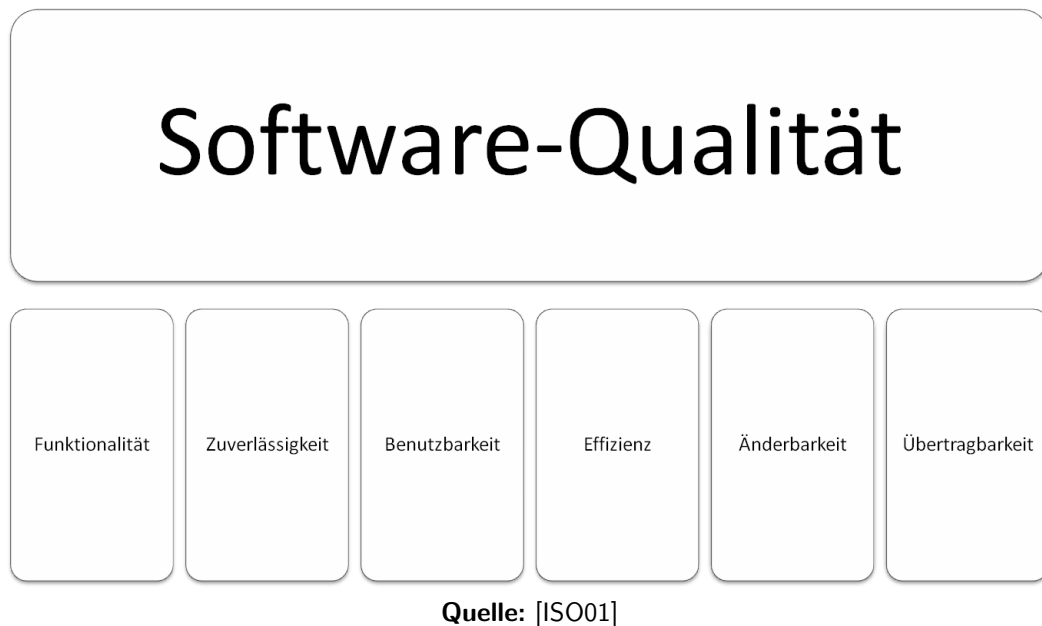 Software-Qualität
Funktionalität
Zuverlässigkeit
Benutzbarkeit
Effizienz
Änderbarkeit
Übertragbarkeit
Quelle: [ISO01]